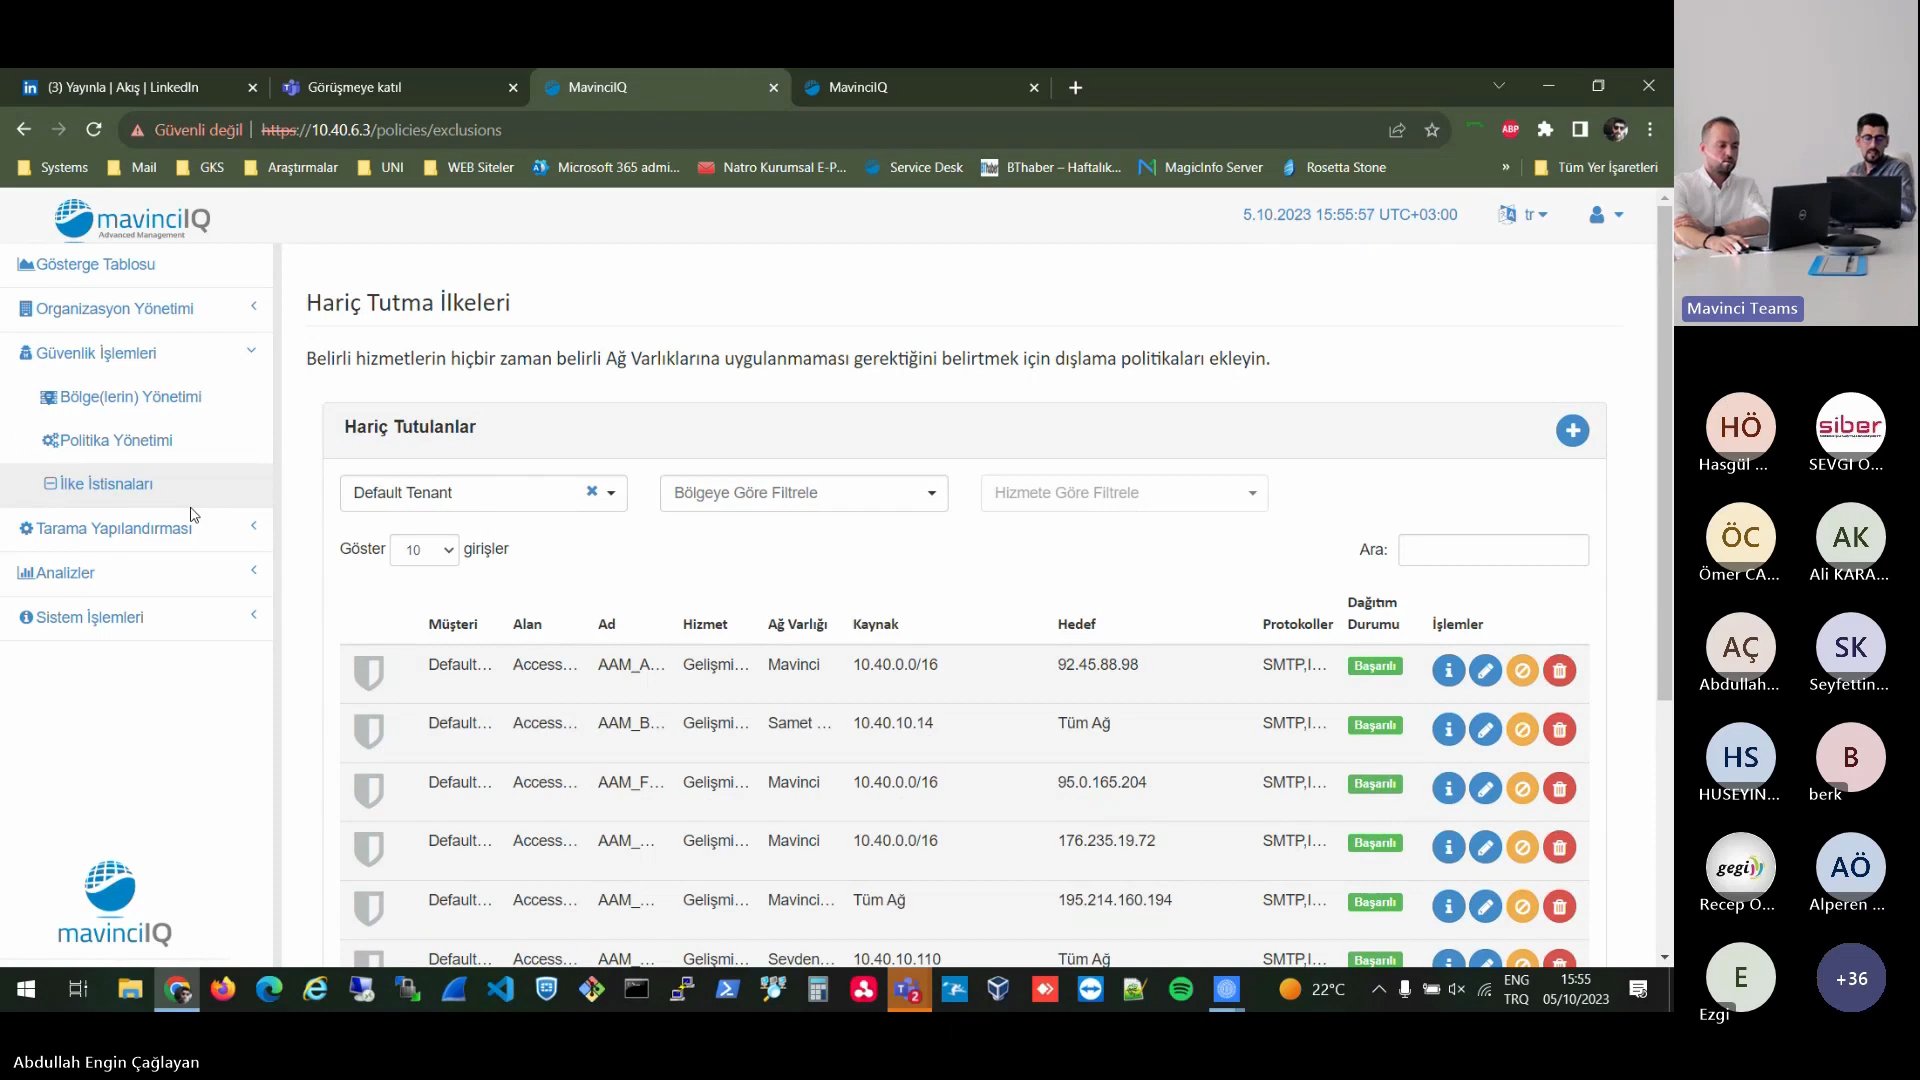 (3) Yayınla | Akış | LinkedIn
Görüşmeye katıl
MavinciIQ
MavinciIQ
Güvenli değil
https://10.40.6.3/policies/exclusions
ABP
Systems
Mail
GKS
Araştırmalar
UNI
WEB Siteler
Microsoft 365 admi...
Natro Kurumsal E-P...
Service Desk
BThaber – Haftalık...
MagicInfo Server
Rosetta Stone
»
Tüm Yer İşaretleri
mavinciIQ
Advanced Management
5.10.2023 15:55:57 UTC+03:00
tr
Gösterge Tablosu
Organizasyon Yönetimi
Güvenlik İşlemleri
Bölge(lerin) Yönetimi
Politika Yönetimi
İlke İstisnaları
Tarama Yapılandırması
Analizler
Sistem İşlemleri
mavinciIQ
Hariç Tutma İlkeleri
Belirli hizmetlerin hiçbir zaman belirli Ağ Varlıklarına uygulanmaması gerektiğini belirtmek için dışlama politikaları ekleyin.
Hariç Tutulanlar
Default Tenant
Bölgeye Göre Filtrele
Hizmete Göre Filtrele
Göster 10 girişler
Ara:
Müşteri Alan Ad Hizmet Ağ Varlığı Kaynak Hedef Protokoller Dağıtım Durumu İşlemler
Default... Access... AAM_A... Gelişmi... Mavinci 10.40.0.0/16 92.45.88.98 SMTP,I... Başarılı
Default... Access... AAM_B... Gelişmi... Samet ... 10.40.10.14 Tüm Ağ SMTP,I... Başarılı
Default... Access... AAM_F... Gelişmi... Mavinci 10.40.0.0/16 95.0.165.204 SMTP,I... Başarılı
Default... Access... AAM_... Gelişmi... Mavinci 10.40.0.0/16 176.235.19.72 SMTP,I... Başarılı
Default... Access... AAM_... Gelişmi... Mavinci... Tüm Ağ 195.214.160.194 SMTP,I... Başarılı
Default... Access... AAM_... Gelişmi... Sevden... 10.40.10.110 Tüm Ağ SMTP,I... Başarılı
22°C
ENG
TRQ
15:55
05/10/2023
Mavinci Teams
HÖ
Hasgül ...
siber
SEVGI O...
ÖC
Ömer CA...
AK
Ali KARA...
AÇ
Abdullah...
SK
Seyfettin...
HS
HUSEYIN...
B
berk
gegi
Recep O...
AÖ
Alperen ...
E
Ezgi
+36
Abdullah Engin Çağlayan